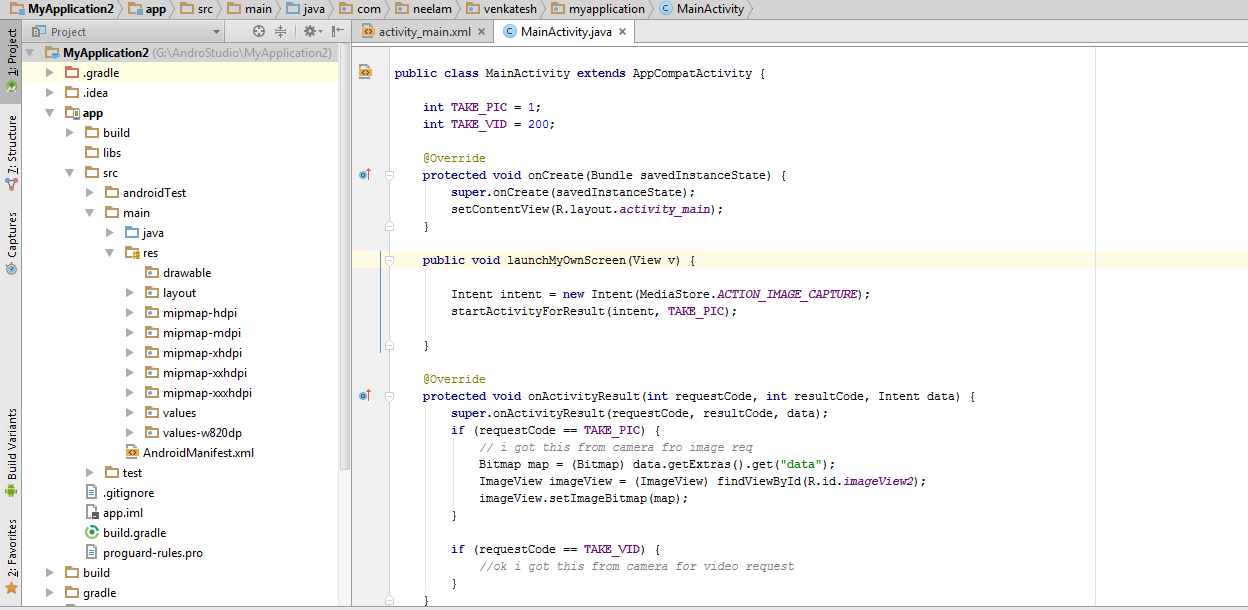 MyApplication2 app src main java com neelam venkatesh myapplication MainActivity
Project
activity_main.xml
MainActivity.java
1: Project
7: Structure
Captures
Build Variants
2: Favorites
MyApplication2 (G:\AndroStudio\MyApplication2)
.gradle
.idea
app
build
libs
src
androidTest
main
java
res
drawable
layout
mipmap-hdpi
mipmap-mdpi
mipmap-xhdpi
mipmap-xxhdpi
mipmap-xxxhdpi
values
values-w820dp
AndroidManifest.xml
test
.gitignore
app.iml
build.gradle
proguard-rules.pro
build
gradle
public class MainActivity extends AppCompatActivity {
int TAKE_PIC = 1;
int TAKE_VID = 200;
@Override
protected void onCreate(Bundle savedInstanceState) {
super.onCreate(savedInstanceState);
setContentView(R.layout.activity_main);
}
public void launchMyOwnScreen(View v) {
Intent intent = new Intent(MediaStore.ACTION_IMAGE_CAPTURE);
startActivityForResult(intent, TAKE_PIC);
}
@Override
protected void onActivityResult(int requestCode, int resultCode, Intent data) {
super.onActivityResult(requestCode, resultCode, data);
if (requestCode == TAKE_PIC) {
// i got this from camera fro image req
Bitmap map = (Bitmap) data.getExtras().get("data");
ImageView imageView = (ImageView) findViewById(R.id.imageView2);
imageView.setImageBitmap(map);
}
if (requestCode == TAKE_VID) {
//ok i got this from camera for video request
}
}